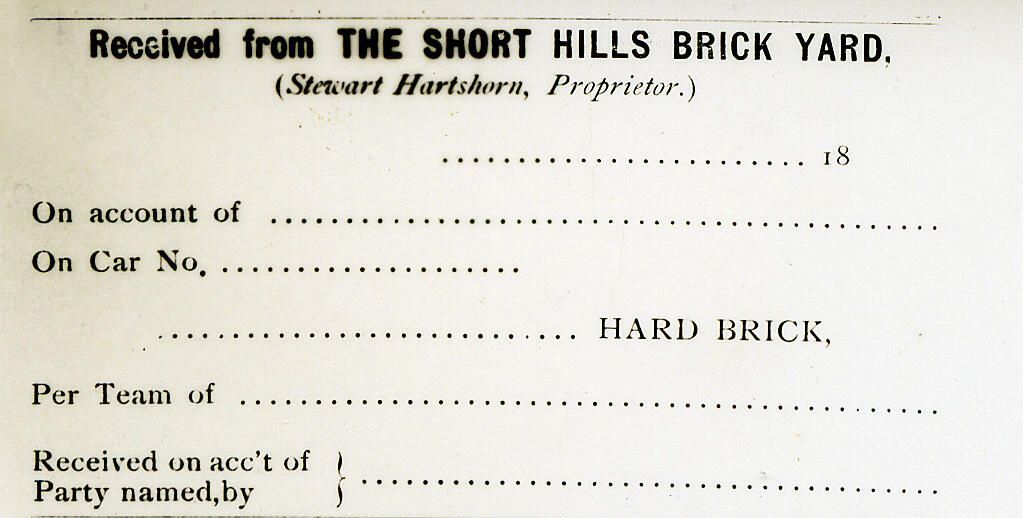 Received from THE SHORT HILLS BRICK YARD.
(Stewart Hartshorn, Proprietor.)
........................ 18
On account of ............................................
On Car No. ....................
............................ HARD BRICK,
Per Team of ..............................................
Received on acc't of }
Party named, by } ......................................